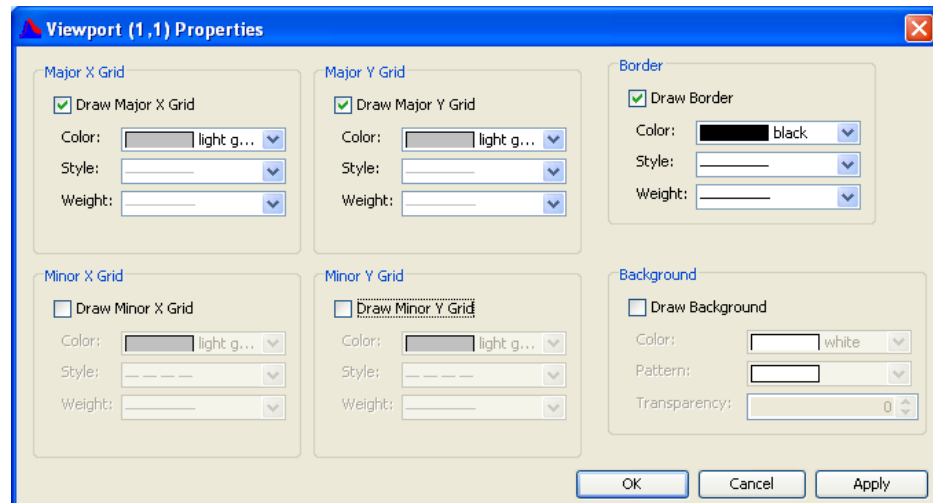 Viewport (1,1) Properties
Major X Grid
Draw Major X Grid
Color: light g...
Style:
Weight:
Major Y Grid
Draw Major Y Grid
Color: light g...
Style:
Weight:
Border
Draw Border
Color: black
Style:
Weight:
Minor X Grid
Draw Minor X Grid
Color: light g...
Style:
Weight:
Minor Y Grid
Draw Minor Y Grid
Color: light g...
Style:
Weight:
Background
Draw Background
Color: white
Pattern:
Transparency: 0
OK Cancel Apply